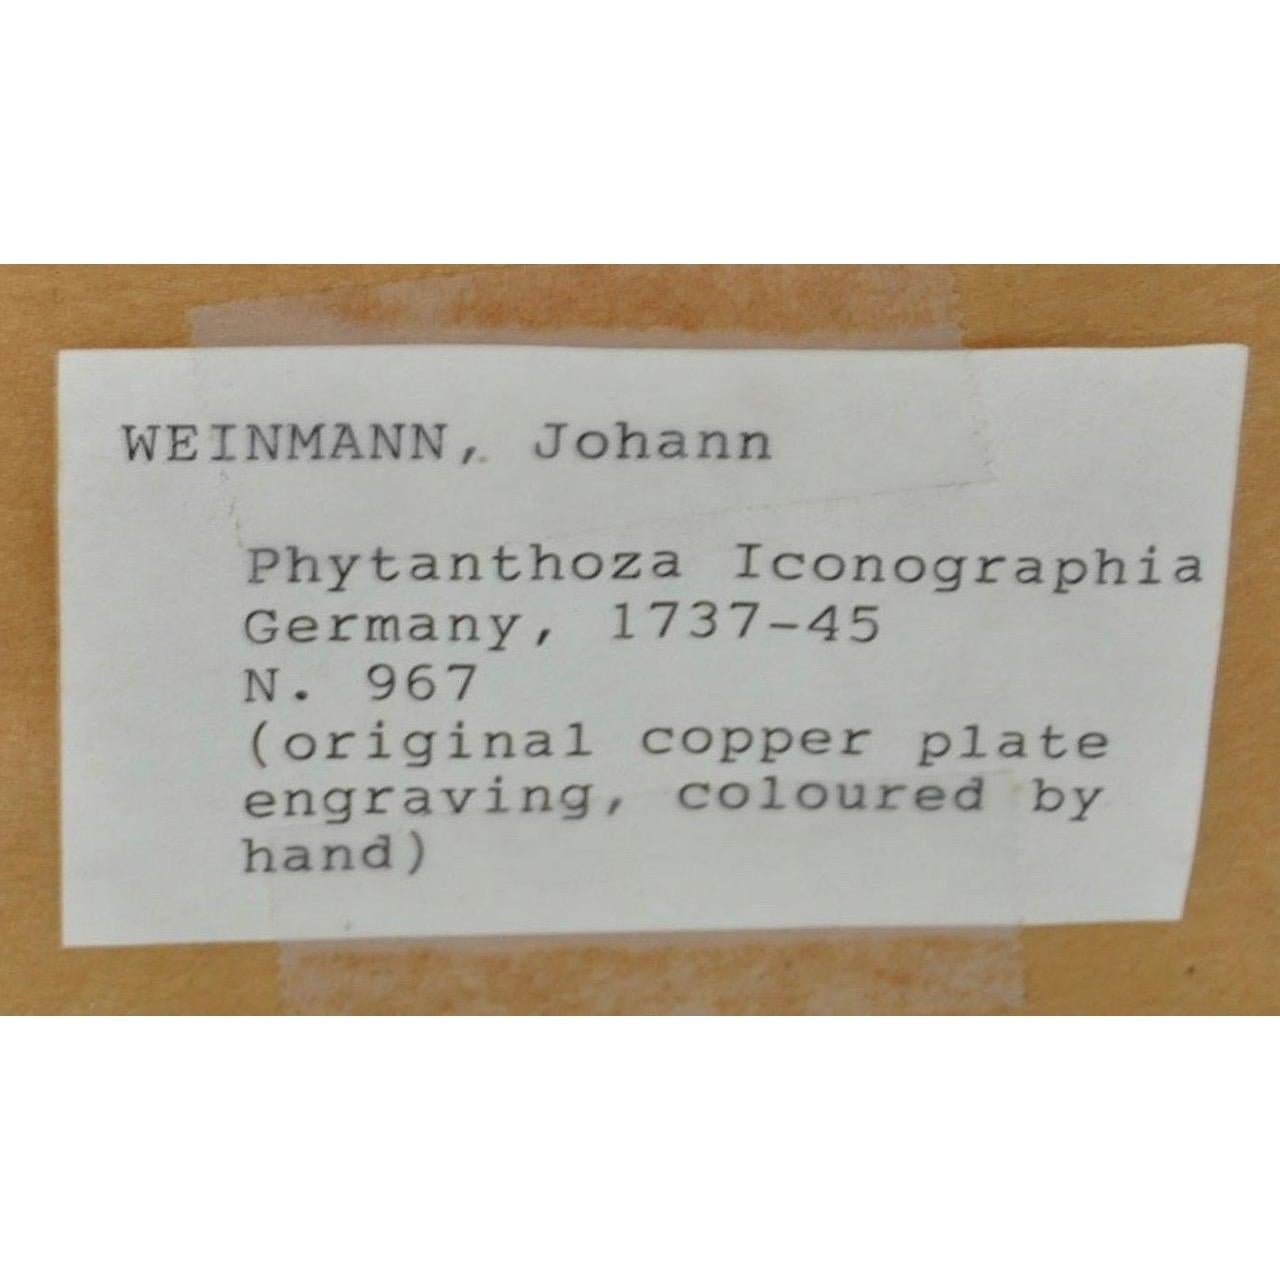 WEINMANN, Johann
Phytanthoza Iconographia
Germany, 1737-45
N. 967
(original copper plate
engraving, coloured by
hand)